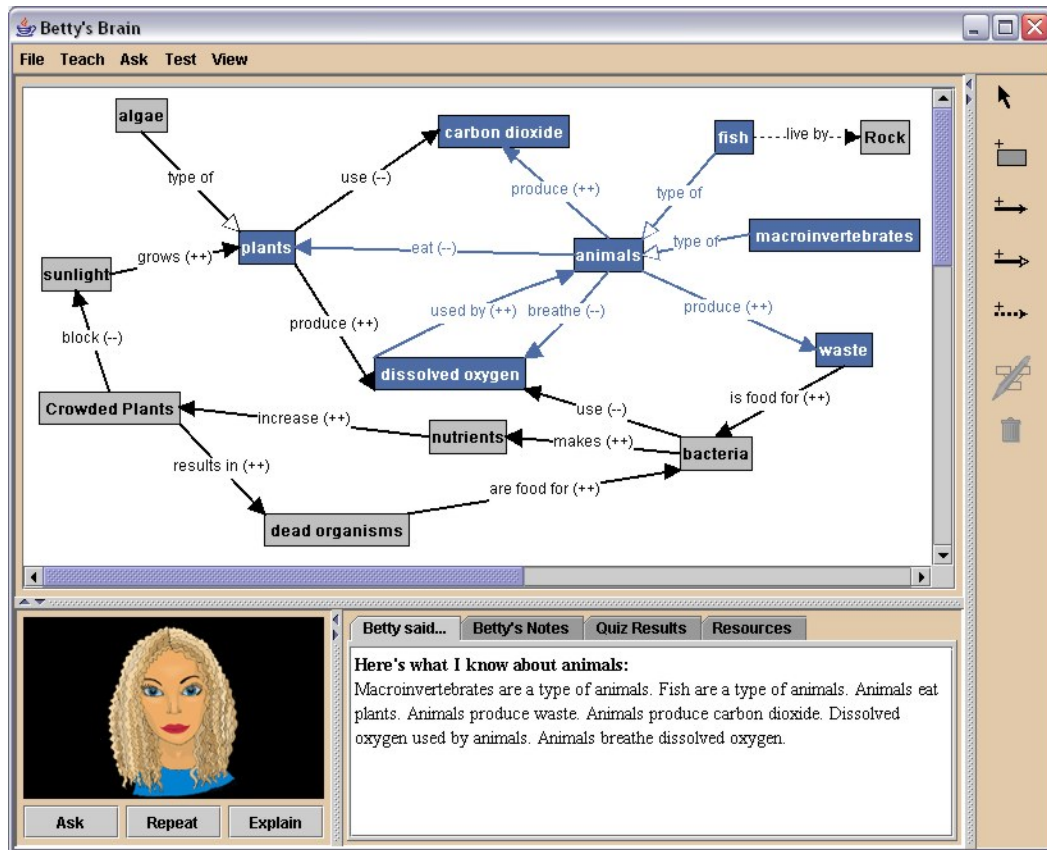 Betty's Brain
File Teach Ask Test View
algae
carbon dioxide
fish
live by
Rock
type of
use (--)
produce (++)
type of
plants
eat (--)
animals
type of
macroinvertebrates
grows (++)
sunlight
used by (++)
breathe (--)
produce (++)
produce (++)
block (--)
waste
dissolved oxygen
is food for (++)
Crowded Plants
increase (++)
use (--)
nutrients
makes (++)
bacteria
results in (++)
are food for (++)
dead organisms
Betty said... Betty's Notes Quiz Results Resources
Here's what I know about animals:
Macroinvertebrates are a type of animals. Fish are a type of animals. Animals eat
plants. Animals produce waste. Animals produce carbon dioxide. Dissolved
oxygen used by animals. Animals breathe dissolved oxygen.
Ask Repeat Explain